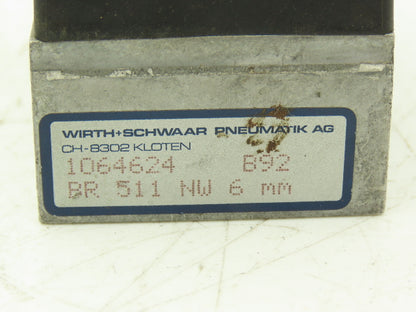 WIRTH+SCHWAAR PNEUMATIK AG
CH-8302 KLOTEN
1064624 B92
BR 511 NW 6 mm